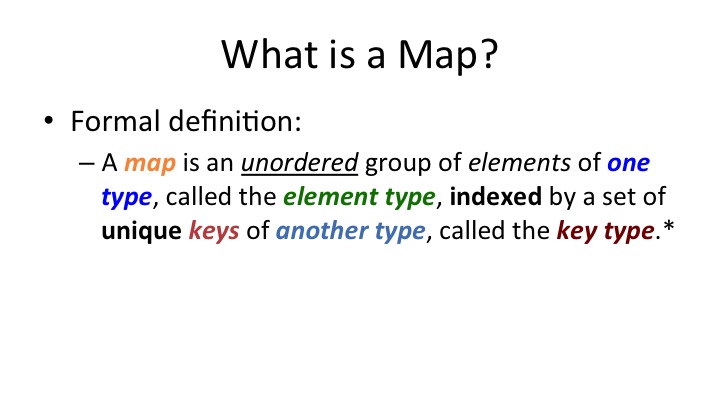 What is a Map?
• Formal definition:
– A map is an unordered group of elements of one
type, called the element type, indexed by a set of
unique keys of another type, called the key type.*